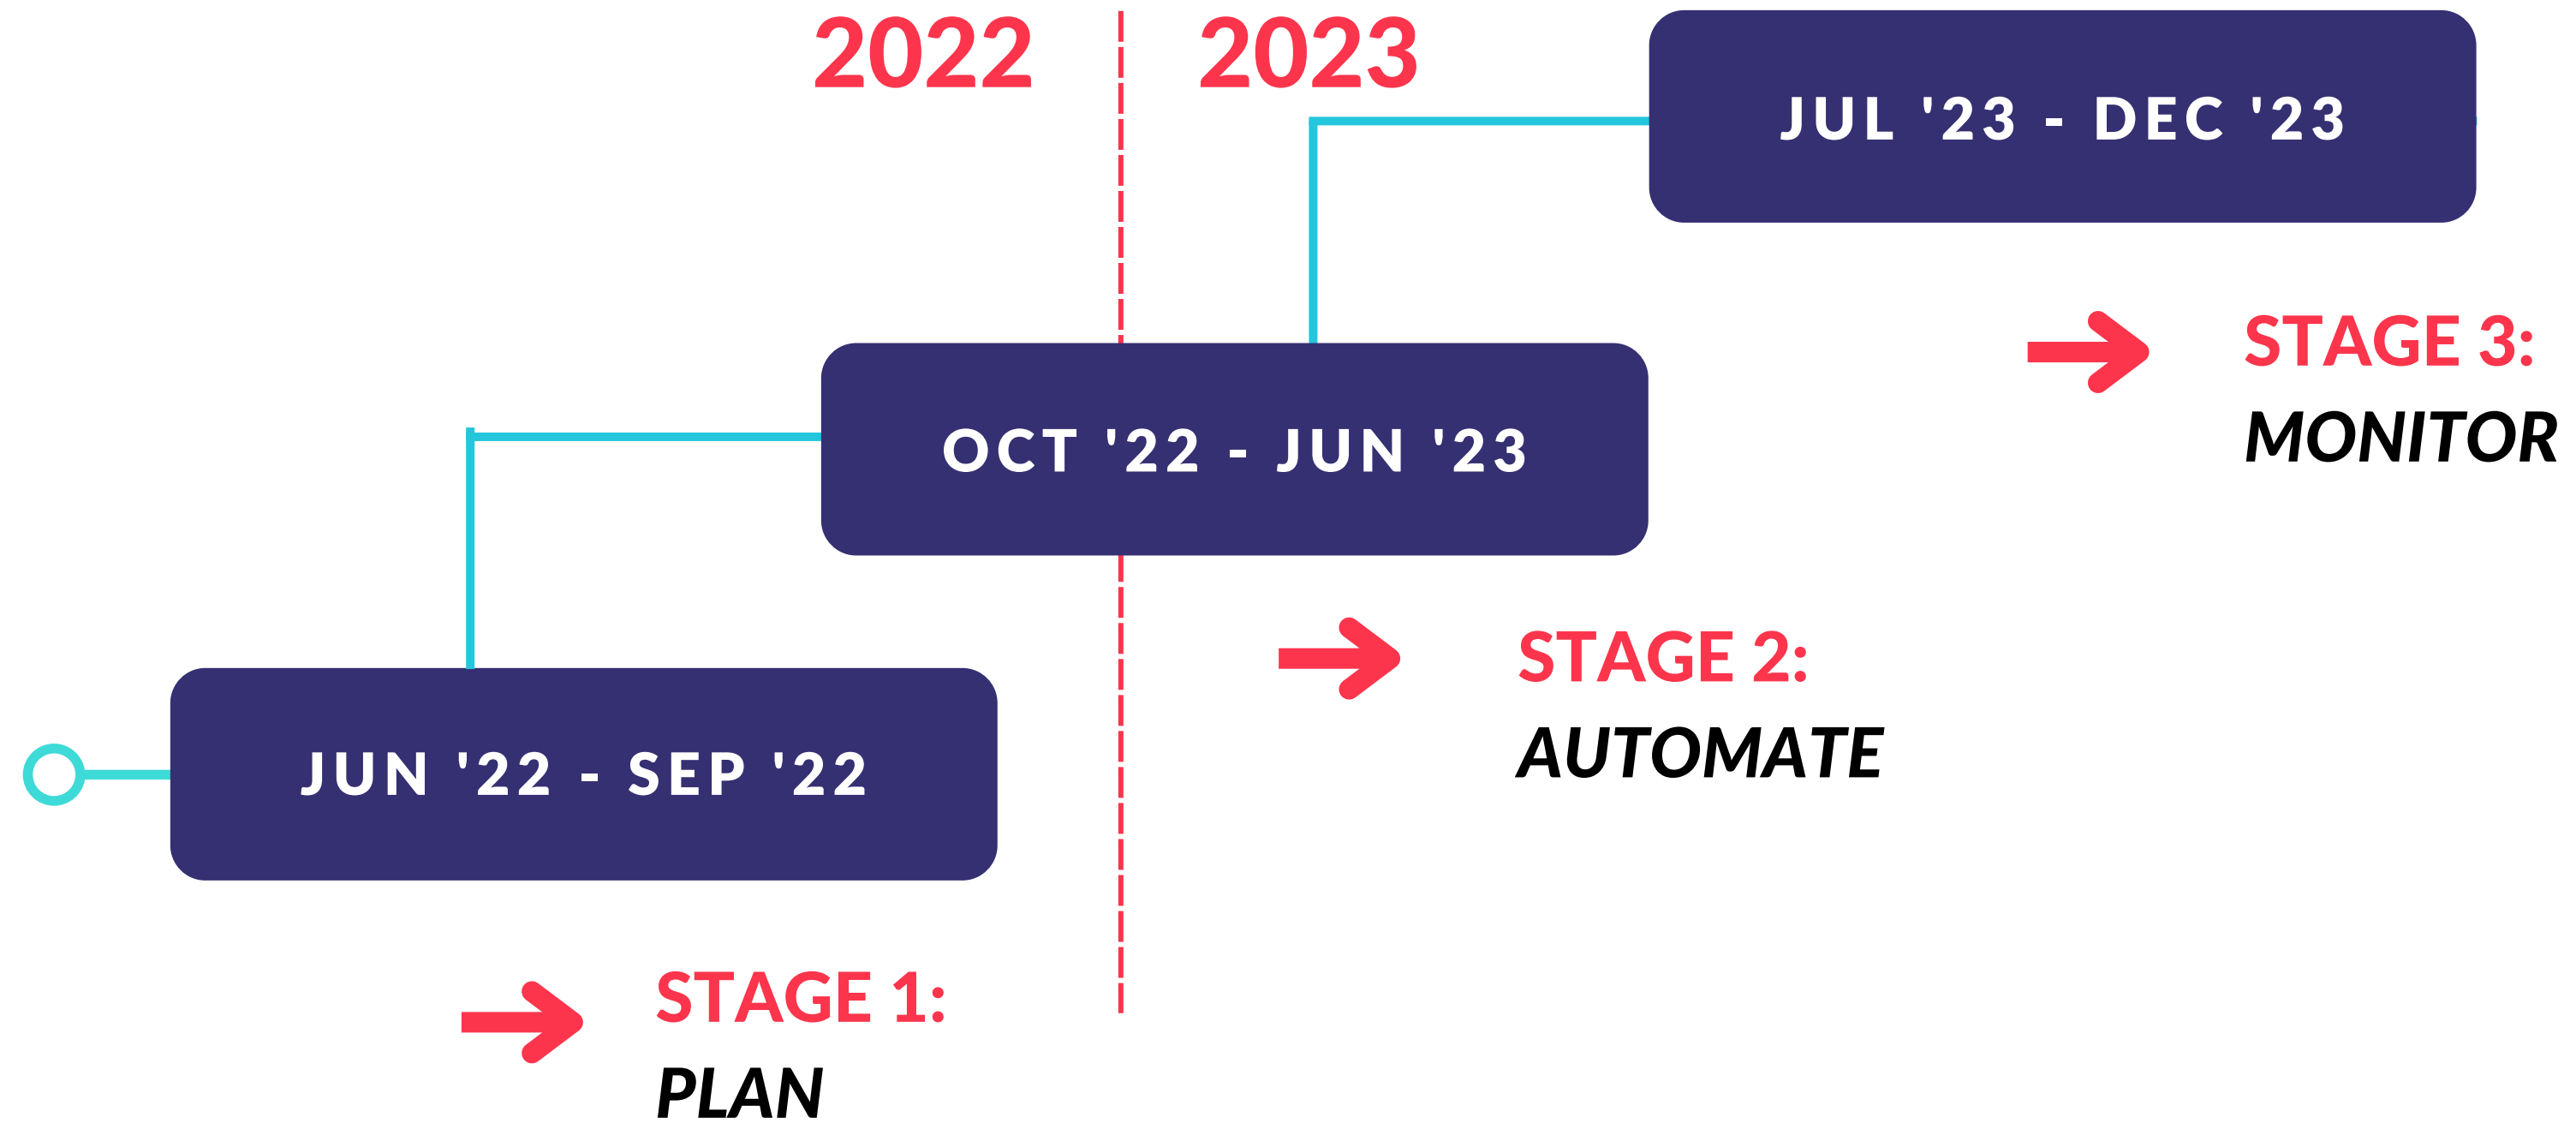 2022
2023
JUL '23 - DEC '23
STAGE 3:
MONITOR
OCT '22 - JUN '23
STAGE 2:
AUTOMATE
JUN '22 - SEP '22
STAGE 1:
PLAN